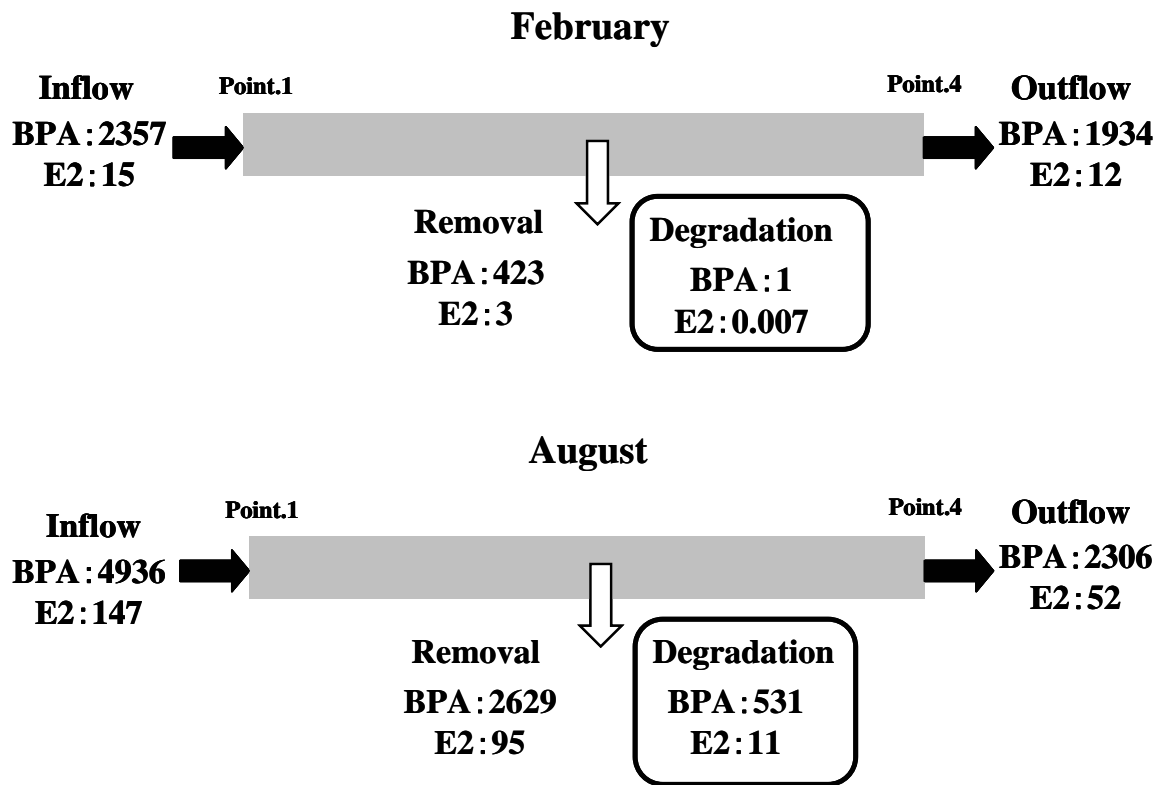 February
Inflow
BPA:2357
E2:15
Point.1
Point.4
Outflow
BPA:1934
E2:12
Removal
BPA:423
E2:3
Degradation
BPA:1
E2:0.007
August
Inflow
BPA:4936
E2:147
Point.1
Point.4
Outflow
BPA:2306
E2:52
Removal
BPA:2629
E2:95
Degradation
BPA:531
E2:11